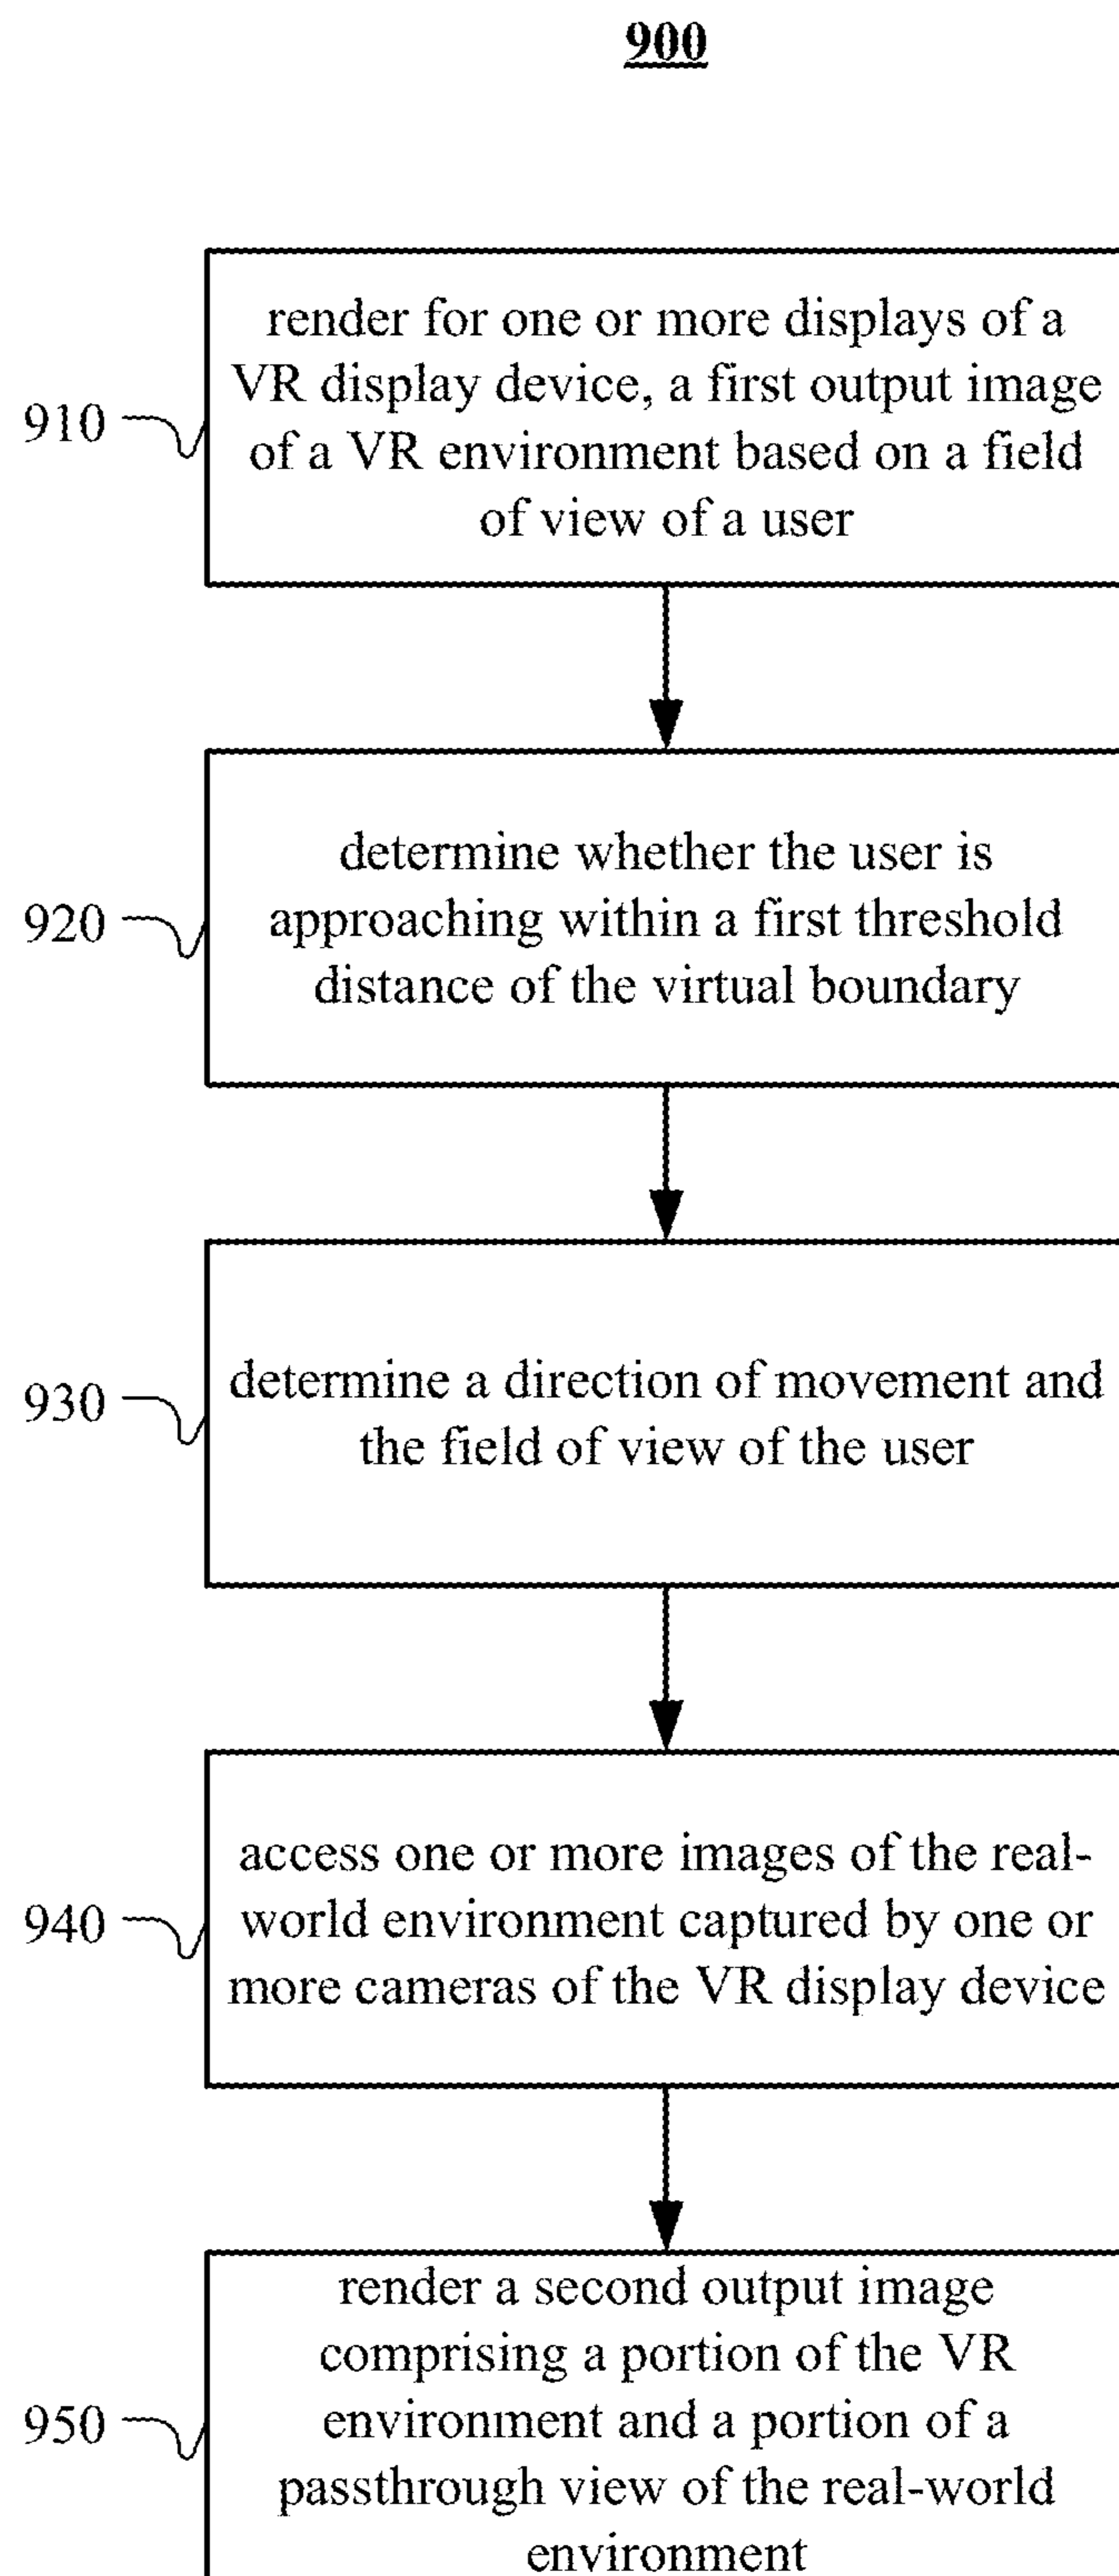 900
render for one or more displays of a
VR display device, a first output image
of a VR environment based on a field
of view of a user
910
determine whether the user is
approaching within a first threshold
distance of the virtual boundary
920
determine a direction of movement and
the field of view of the user
930
access one or more images of the real-
world environment captured by one or
more cameras of the VR display device
940
render a second output image
comprising a portion of the VR
environment and a portion of a
passthrough view of the real-world
environment
950